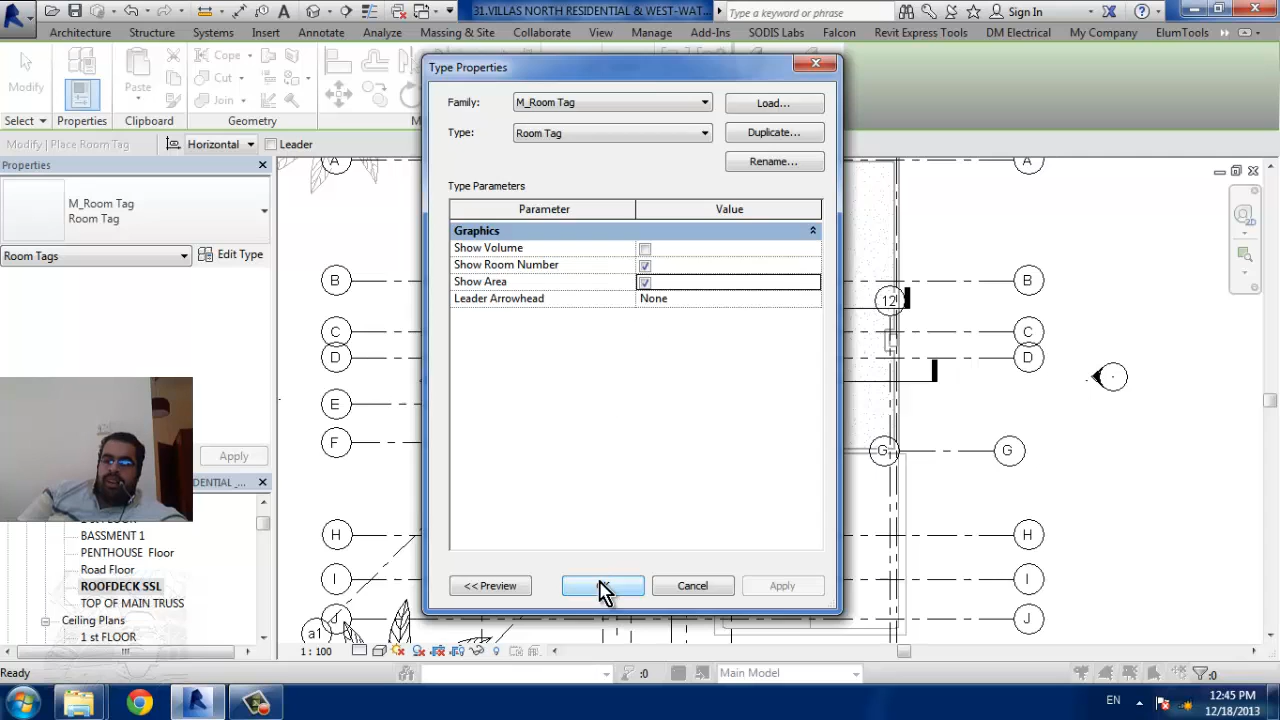 31.VILLAS NORTH RESIDENTIAL & WEST-WAT...
Type a keyword or phrase
Sign In
Architecture Structure Systems Insert Annotate Analyze Massing & Site Collaborate View Manage Add-Ins SODIS Labs Falcon Revit Express Tools DM Electrical My Company ElumTools
Modify
Paste
Cope
Cut
Join
Select Properties Clipboard Geometry
Modify | Place Room Tag Horizontal Leader
Properties
M_Room Tag
Room Tag
Room Tags Edit Type
Apply
BASSMENT 1
PENTHOUSE Floor
Road Floor
ROOFDECK SSL
TOP OF MAIN TRUSS
Ceiling Plans
1 st FLOOR
Type Properties
Family: M_Room Tag Load...
Type: Room Tag Duplicate...
Rename...
Type Parameters
Parameter Value
Graphics
Show Volume
Show Room Number
Show Area
Leader Arrowhead None
<< Preview Cancel Apply
A A
B B
12
C C
D D
E
F
G G
H H
I I
J J
a1
1 : 100
Ready :0 Main Model :0
EN 12:45 PM
12/18/2013